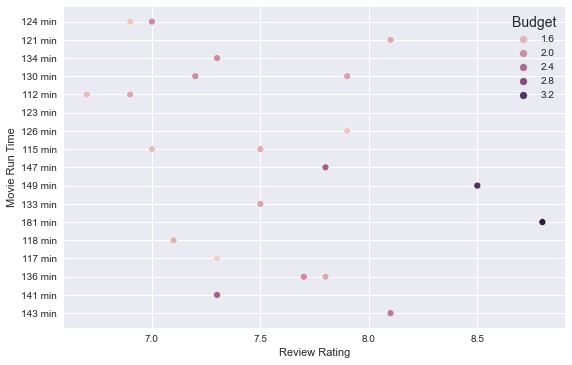 Budget
1.6
2.0
2.4
2.8
3.2
Movie Run Time
124 min
121 min
134 min
130 min
112 min
123 min
126 min
115 min
147 min
149 min
133 min
181 min
118 min
117 min
136 min
141 min
143 min
7.0 7.5 8.0 8.5
Review Rating